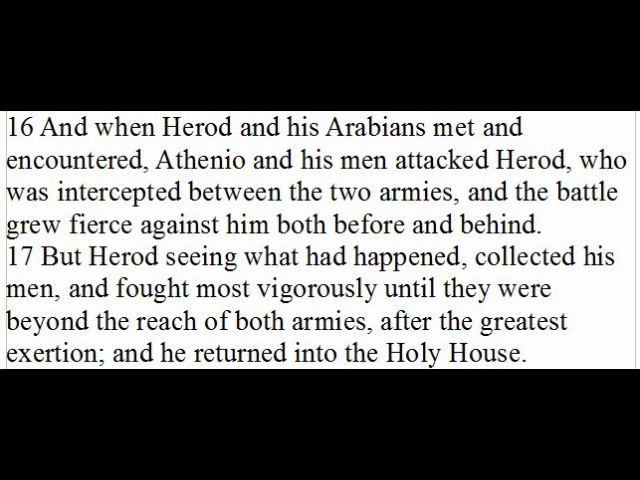 16 And when Herod and his Arabians met and
encountered, Athenio and his men attacked Herod, who
was intercepted between the two armies, and the battle
grew fierce against him both before and behind.
17 But Herod seeing what had happened, collected his
men, and fought most vigorously until they were
beyond the reach of both armies, after the greatest
exertion; and he returned into the Holy House.